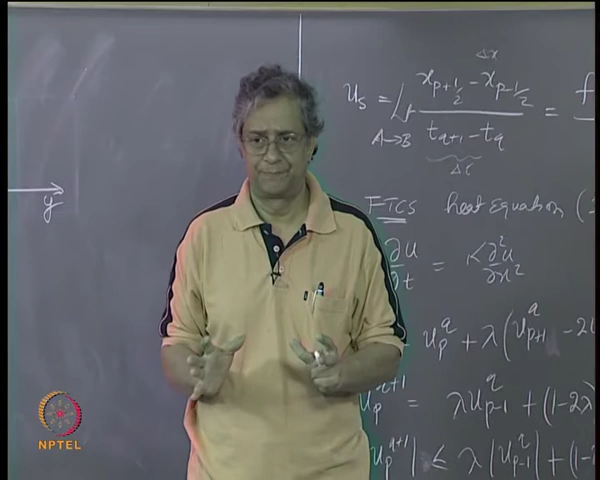 y
Δx
u_s = Lt (x_{p+1/2} - x_{p-1/2}) / (t_{q+1} - t_q) = f
A→B
Δt
FTCS heat Equation (
∂u/∂t = κ ∂²u/∂x²
u_p^q + λ(u_{p+1}^q - 2u
u_p^{q+1} = λu_{p-1}^q + (1-2λ)
u_p^{q+1}| ≤ λ|u_{p-1}^q| + (1-2
NPTEL